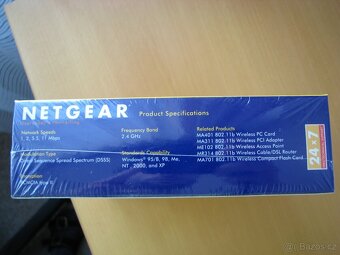 NETGEAR
Product Specifications
Network Speeds
1, 2, 5.5, 11 Mbps
Frequency Band
2.4 GHz
Related Products
MA401 802.11b Wireless PC Card
MA311 802.11b Wireless PCI Adapter
ME102 802.11b Wireless Access Point
MR314 802.11b Wireless Cable/DSL Router
MA701 802.11b Wireless Compact Flash Card
Modulation Type
Direct Sequence Spread Spectrum (DSSS)
Standards Capability
Windows® 95/B, 98, Me,
NT, 2000, and XP
24x7
Sbazos.cz